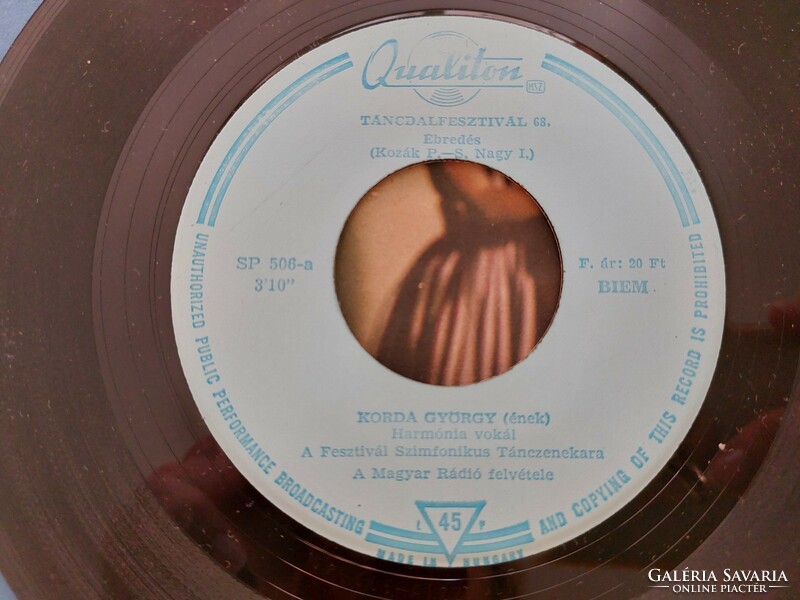 Qualiton
MSZ
TÁNCDALFESZTIVÁL 68.
Ebredés
(Kozák P.—S. Nagy I.)
SP 506-a
3'10"
F. ár: 20 Ft
BIEM
KORDA GYÖRGY (ének)
Harmónia vokál
A Fesztivál Szimfonikus Tánczenekara
A Magyar Rádió felvétele
45
MADE IN HUNGARY
UNAUTHORIZED PUBLIC PERFORMANCE BROADCASTING AND COPYING OF THIS RECORD IS PROHIBITED
GALÉRIA SAVARIA
ONLINE PIACTÉR